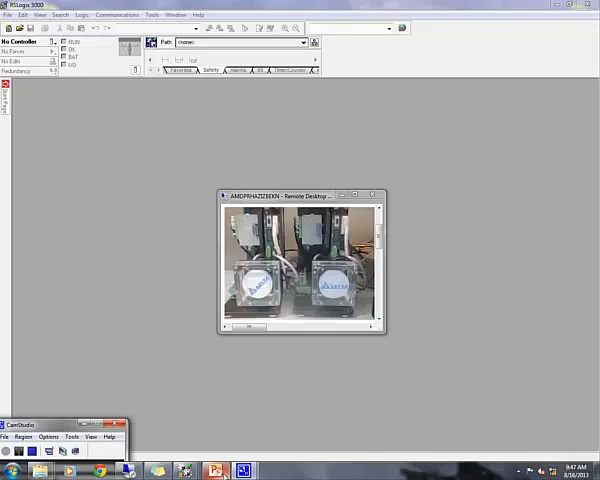 RSLogix 5000
File Edit View Search Logic Communications Tools Window Help
No Controller
RUN
No Forces
OK
No Edits
BAT
Redundancy
I/O
Path: <none>
Favorites Safety Alarms Bit Timer/Counter
Start Page
AMDPRHAZIZBEKN - Remote Desktop ...
DELTA
DELTA
CamStudio
File Region Options Tools View Help
9:47 AM
8/16/2013